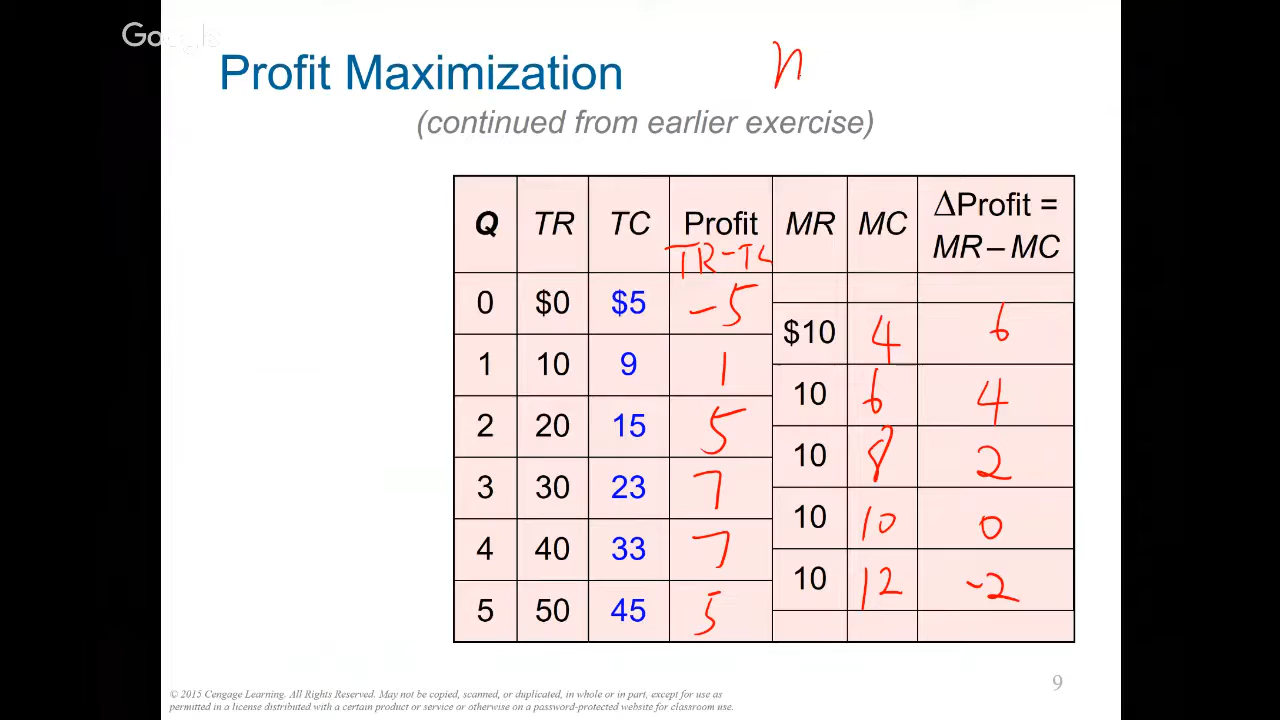 Google
Profit Maximization n
(continued from earlier exercise)
Q TR TC Profit MR MC ΔProfit =
MR – MC
TR-TC
0 $0 $5 -5
$10 4 6
1 10 9 1
10 6 4
2 20 15 5
10 8 2
3 30 23 7
10 10 0
4 40 33 7
10 12 -2
5 50 45 5
9
© 2015 Cengage Learning. All Rights Reserved. May not be copied, scanned, or duplicated, in whole or in part, except for use as
permitted in a license distributed with a certain product or service or otherwise on a password-protected website for classroom use.